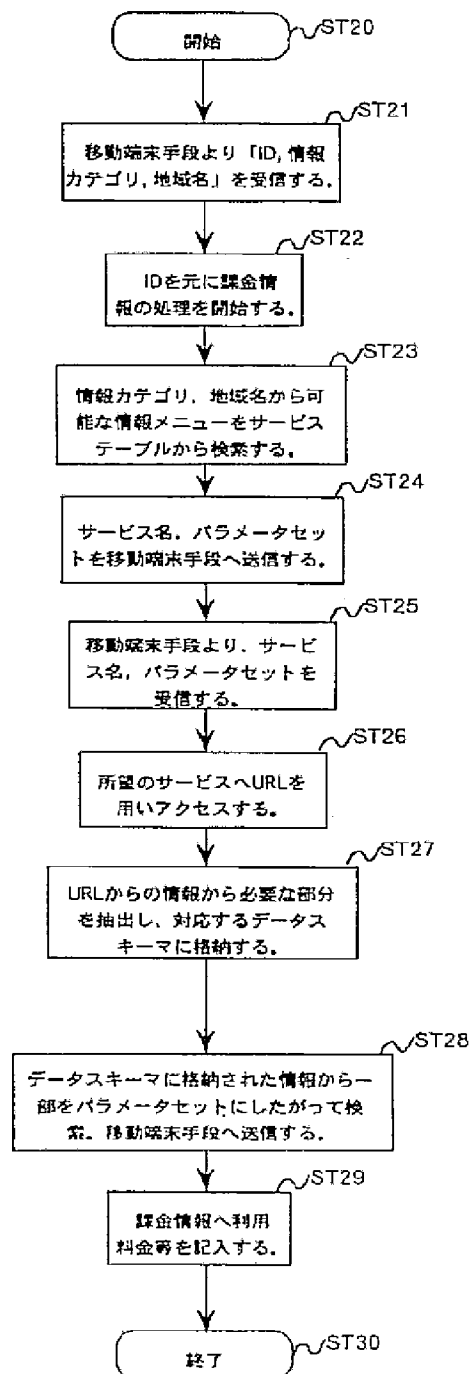 ST20
開始
ST21
移動端末手段より「ID, 情報
カテゴリ, 地域名」を受信する。
ST22
IDを元に課金情
報の処理を開始する。
ST23
情報カテゴリ、地域名から可
能な情報メニューをサービス
テーブルから検索する。
ST24
サービス名，パラメータセッ
トを移動端末手段へ送信する。
ST25
移動端末手段より、サービ
ス名，パラメータセットを
受信する。
ST26
所望のサービスへURLを
用いアクセスする。
ST27
URLからの情報から必要な部分
を抽出し、対応するデータス
キーマに格納する。
ST28
データスキーマに格納された情報から一
部をパラメータセットにしたがって検
索。移動端末手段へ送信する。
ST29
課金情報へ利用
料金等を記入する。
ST30
終了